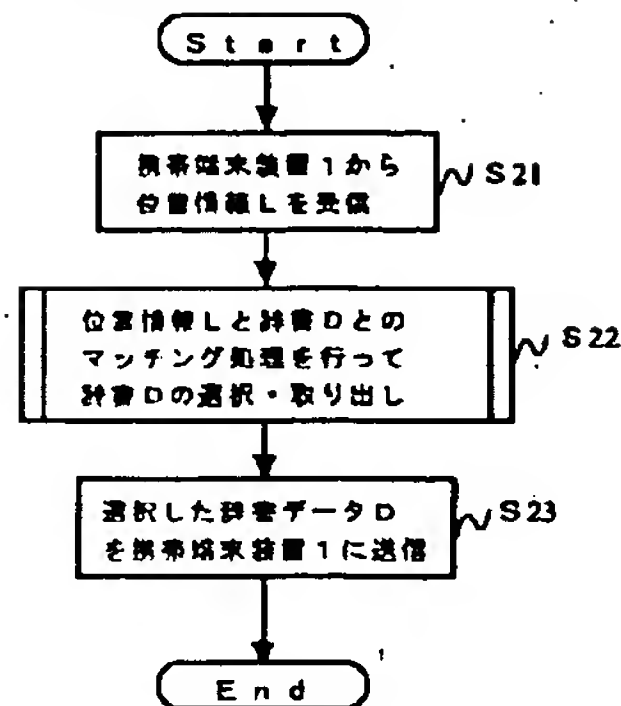 Start
携帯端末装置1から
位置情報Lを受信
S21
位置情報Lと辞書Dとの
マッチング処理を行って
辞書Dの選択・取り出し
S22
選択した辞書データD
を携帯端末装置1に送信
S23
End